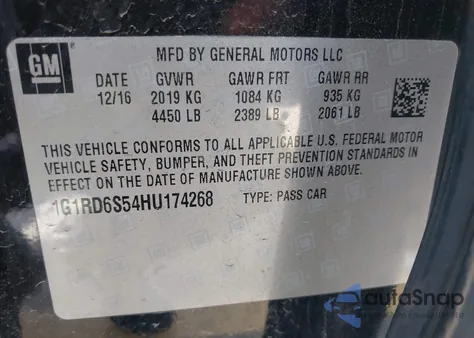 GM
MFD BY GENERAL MOTORS LLC
12/16 GVWR GAWR FRT GAWR RR
2019 KG 1084 KG 935 KG
4450 LB 2389 LB 2061 LB
THIS VEHICLE CONFORMS TO ALL APPLICABLE U.S. FEDERAL MOTOR
VEHICLE SAFETY, BUMPER, AND THEFT PREVENTION STANDARDS IN
EFFECT ON THE DATE OF MANUFACTURE SHOWN ABOVE.
1G1RD6S54HU174268 TYPE: PASS CAR
autoSnap